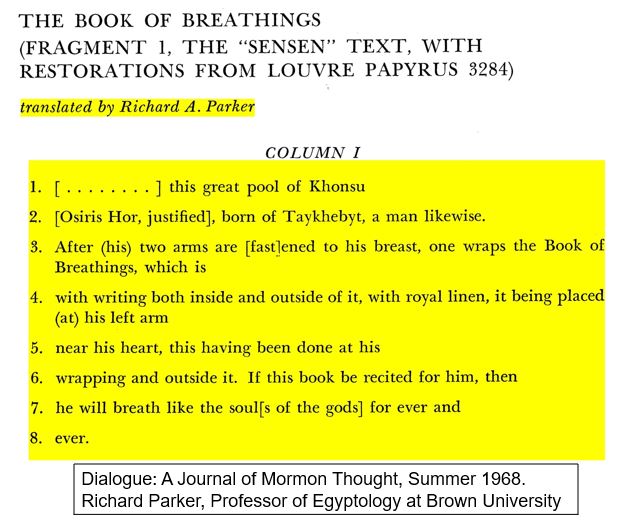 THE BOOK OF BREATHINGS
(FRAGMENT 1, THE “SENSEN” TEXT, WITH
RESTORATIONS FROM LOUVRE PAPYRUS 3284)
translated by Richard A. Parker
COLUMN I
1. [ . . . . . . . . ] this great pool of Khonsu
2. [Osiris Hor, justified], born of Taykhebyt, a man likewise.
3. After (his) two arms are [fast]ened to his breast, one wraps the Book of
Breathings, which is
4. with writing both inside and outside of it, with royal linen, it being placed
(at) his left arm
5. near his heart, this having been done at his
6. wrapping and outside it. If this book be recited for him, then
7. he will breath like the soul[s of the gods] for ever and
8. ever.
Dialogue: A Journal of Mormon Thought, Summer 1968.
Richard Parker, Professor of Egyptology at Brown University